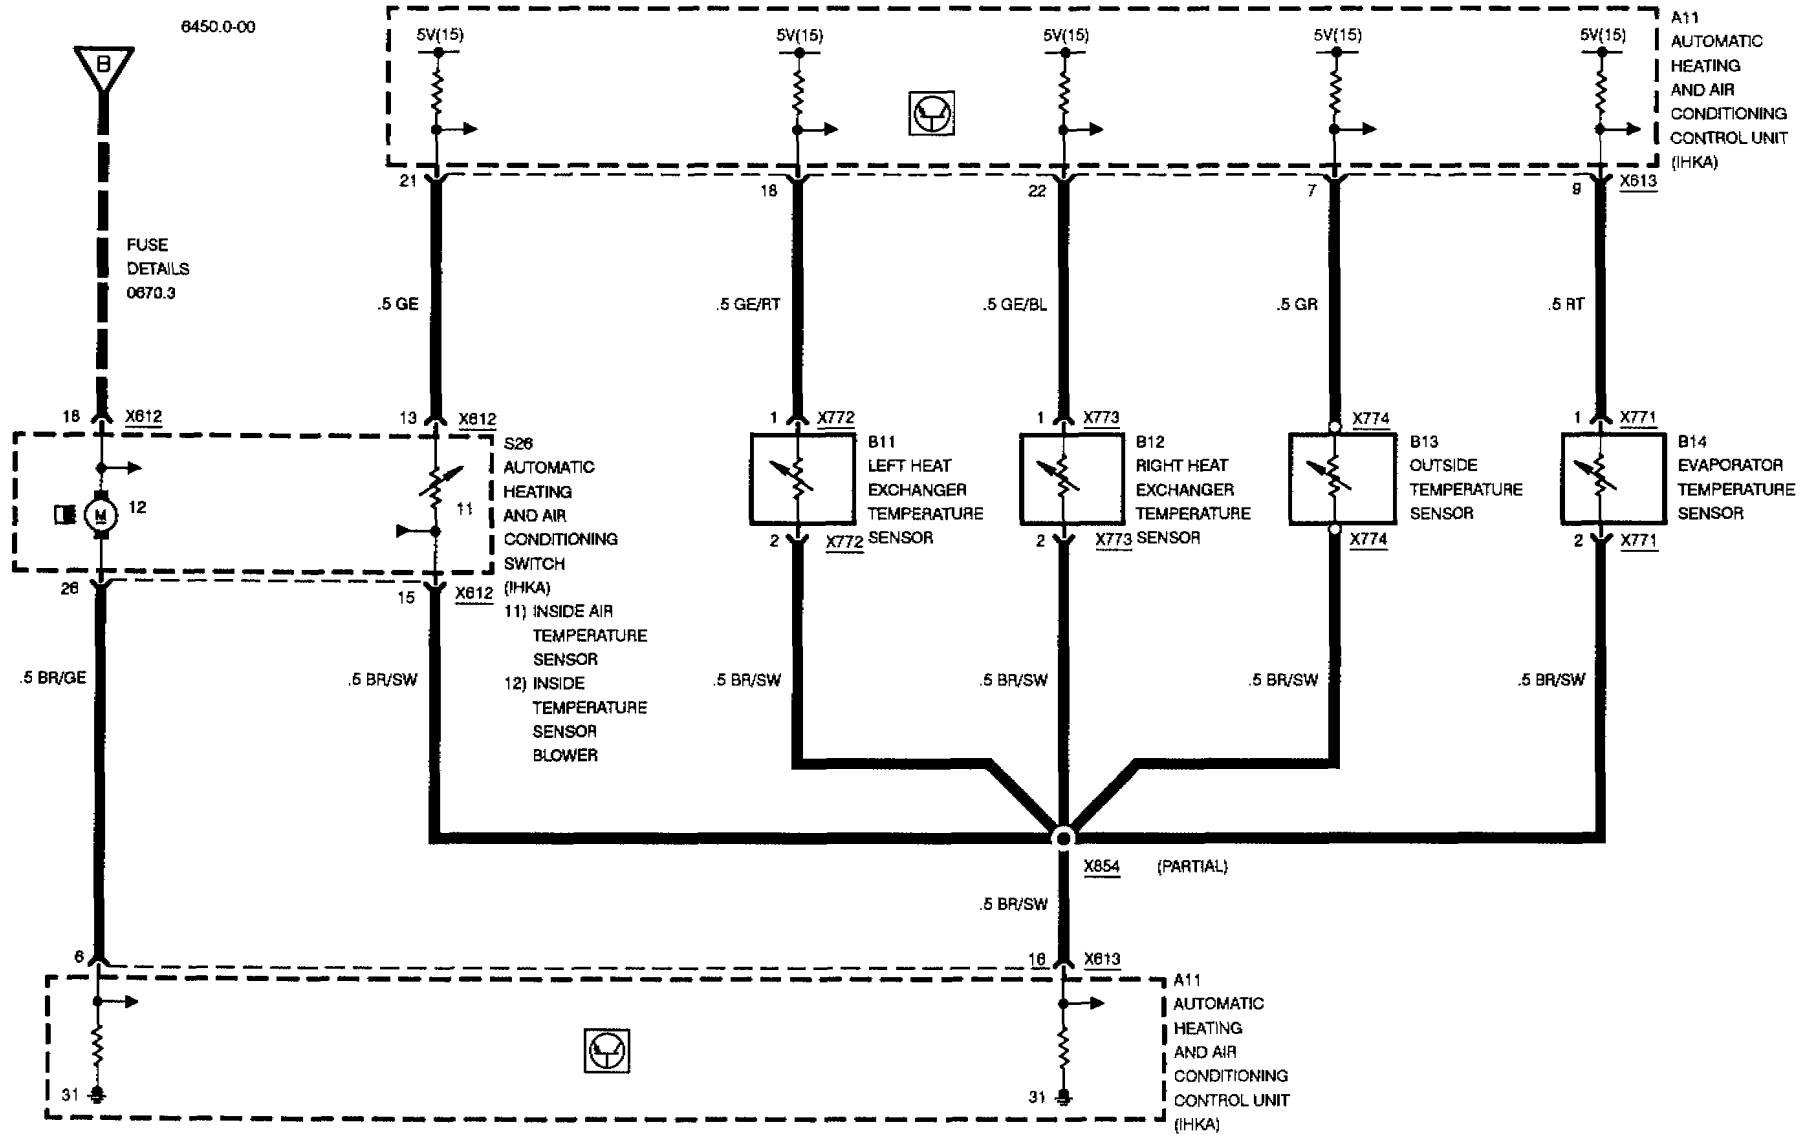 6450.0-00
B
5V(15)
5V(15)
5V(15)
5V(15)
5V(15)
A11
AUTOMATIC
HEATING
AND AIR
CONDITIONING
CONTROL UNIT
(IHKA)
21
18
22
7
9
X613
FUSE
DETAILS
0670.3
.5 GE
.5 GE/RT
.5 GE/BL
.5 GR
.5 RT
18
X612
13
X612
1
X772
1
X773
X774
1
X771
S26
AUTOMATIC
HEATING
AND AIR
CONDITIONING
SWITCH
(IHKA)
11) INSIDE AIR
TEMPERATURE
SENSOR
12) INSIDE
TEMPERATURE
SENSOR
BLOWER
M
12
11
B11
LEFT HEAT
EXCHANGER
TEMPERATURE
SENSOR
B12
RIGHT HEAT
EXCHANGER
TEMPERATURE
SENSOR
B13
OUTSIDE
TEMPERATURE
SENSOR
B14
EVAPORATOR
TEMPERATURE
SENSOR
26
15
X612
2
X772
2
X773
X774
2
X771
.5 BR/GE
.5 BR/SW
.5 BR/SW
.5 BR/SW
.5 BR/SW
.5 BR/SW
X854
(PARTIAL)
.5 BR/SW
6
16
X613
A11
AUTOMATIC
HEATING
AND AIR
CONDITIONING
CONTROL UNIT
(IHKA)
31
31